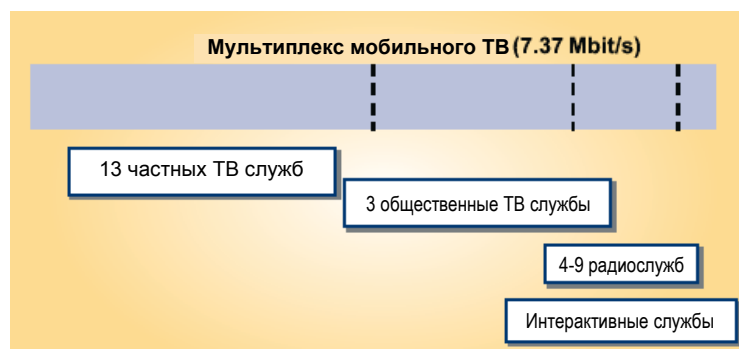 Мультиплекс мобильного ТВ (7.37 Mbit/s)
13 частных ТВ служб
3 общественные ТВ службы
4-9 радиослужб
Интерактивные службы